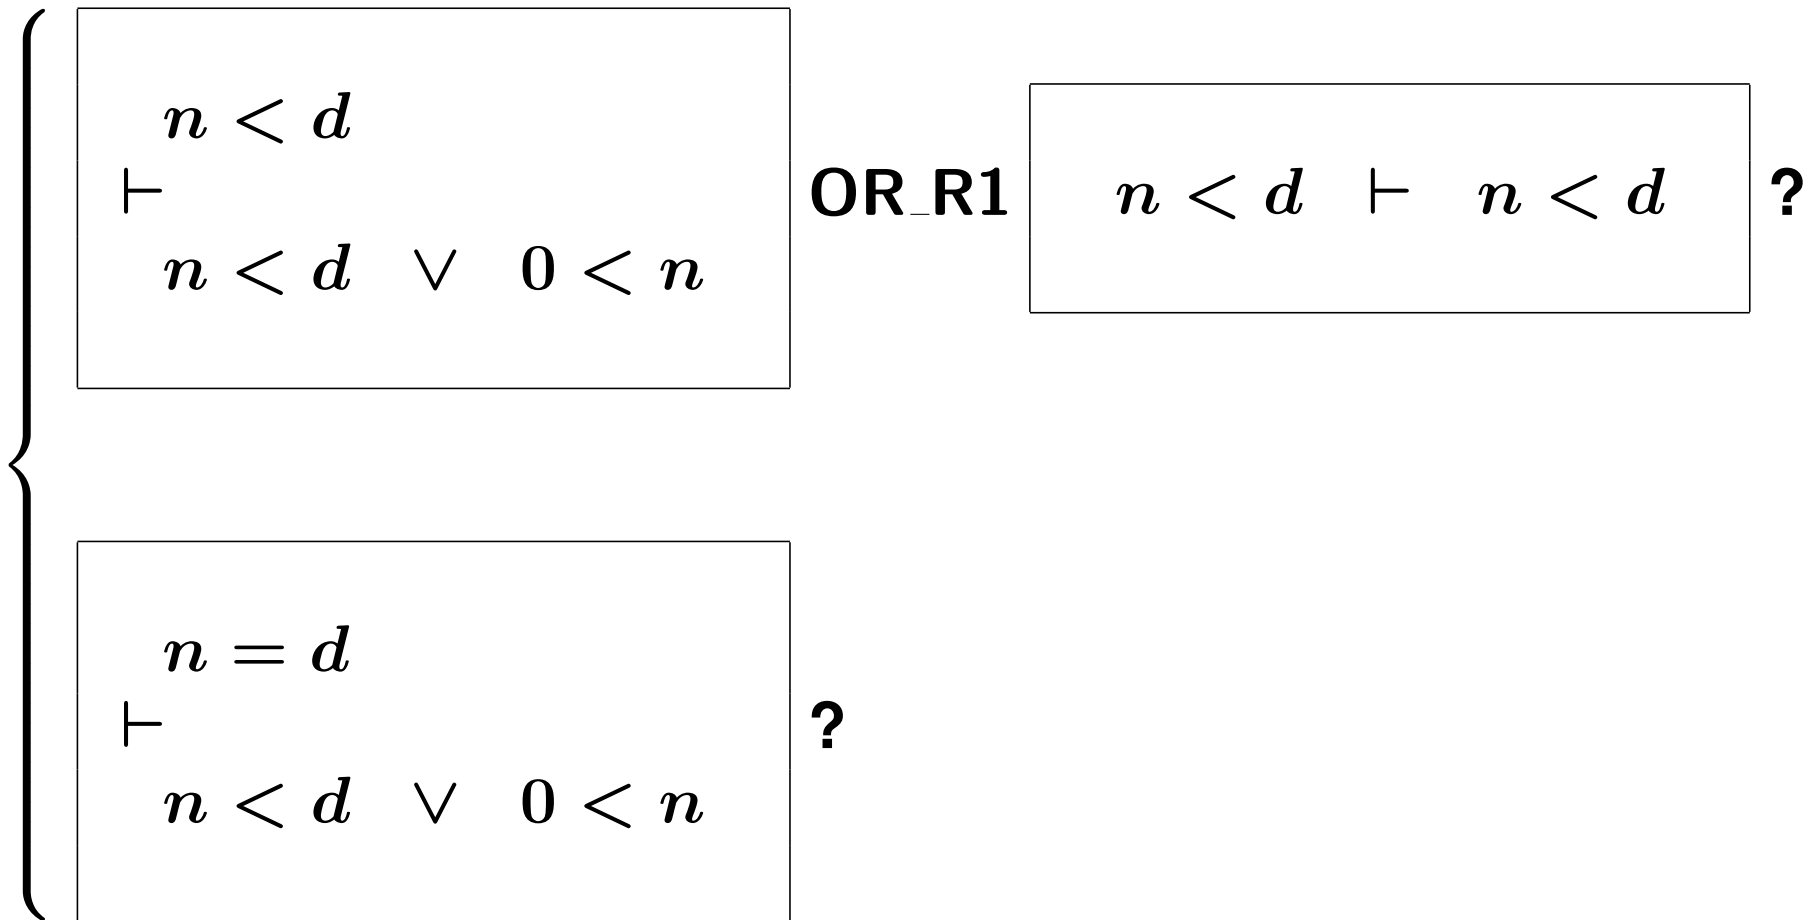 n < d
⊢
n < d ∨ 0 < n
OR_R1
n < d ⊢ n < d
?
n = d
⊢
n < d ∨ 0 < n
?